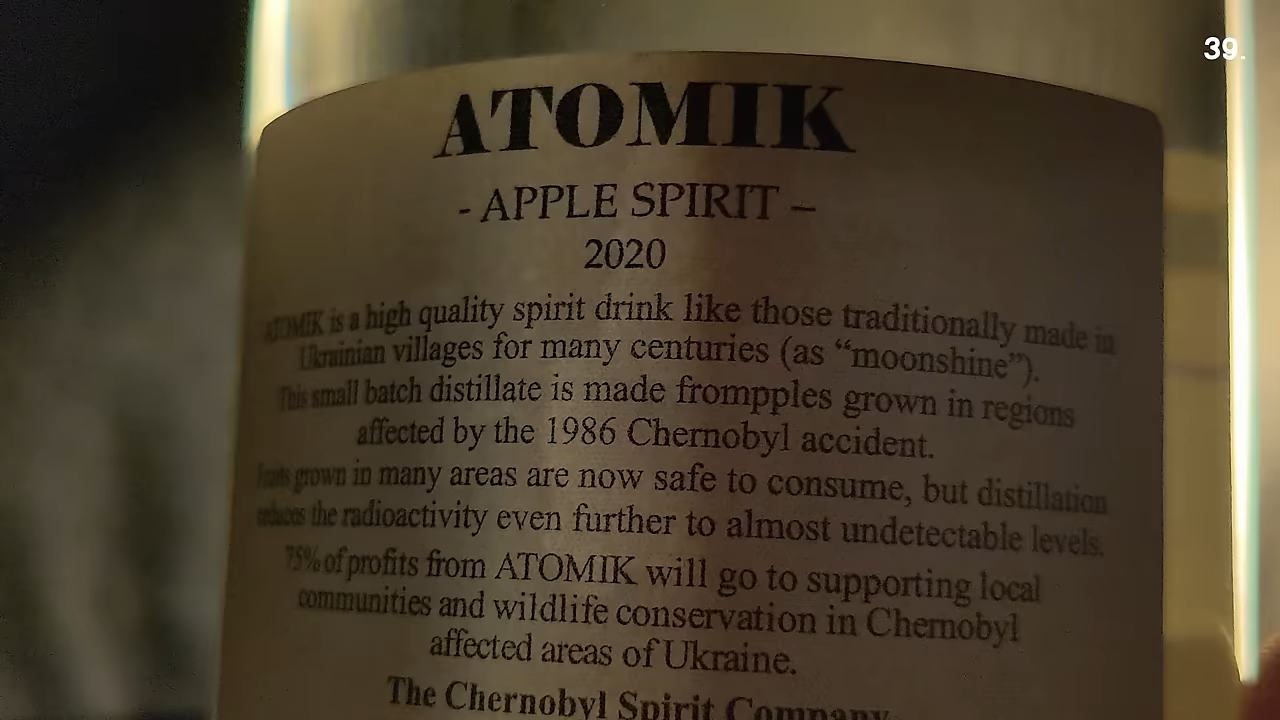 39.
ATOMIK
- APPLE SPIRIT –
2020
ATOMIK is a high quality spirit drink like those traditionally made in
Ukrainian villages for many centuries (as “moonshine”).
This small batch distillate is made frompples grown in regions
affected by the 1986 Chernobyl accident.
Fruits grown in many areas are now safe to consume, but distillation
reduces the radioactivity even further to almost undetectable levels.
75% of profits from ATOMIK will go to supporting local
communities and wildlife conservation in Chernobyl
affected areas of Ukraine.
The Chernobyl Spirit Company